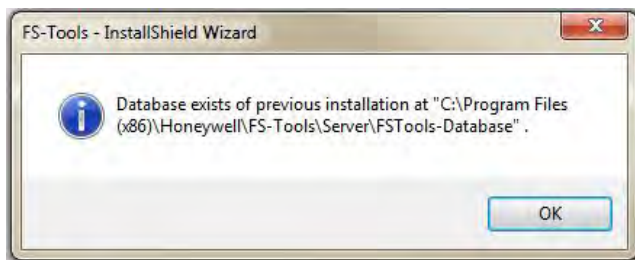 FS-Tools - InstallShield Wizard
Database exists of previous installation at "C:\Program Files
(x86)\Honeywell\FS-Tools\Server\FSTools-Database" .
OK